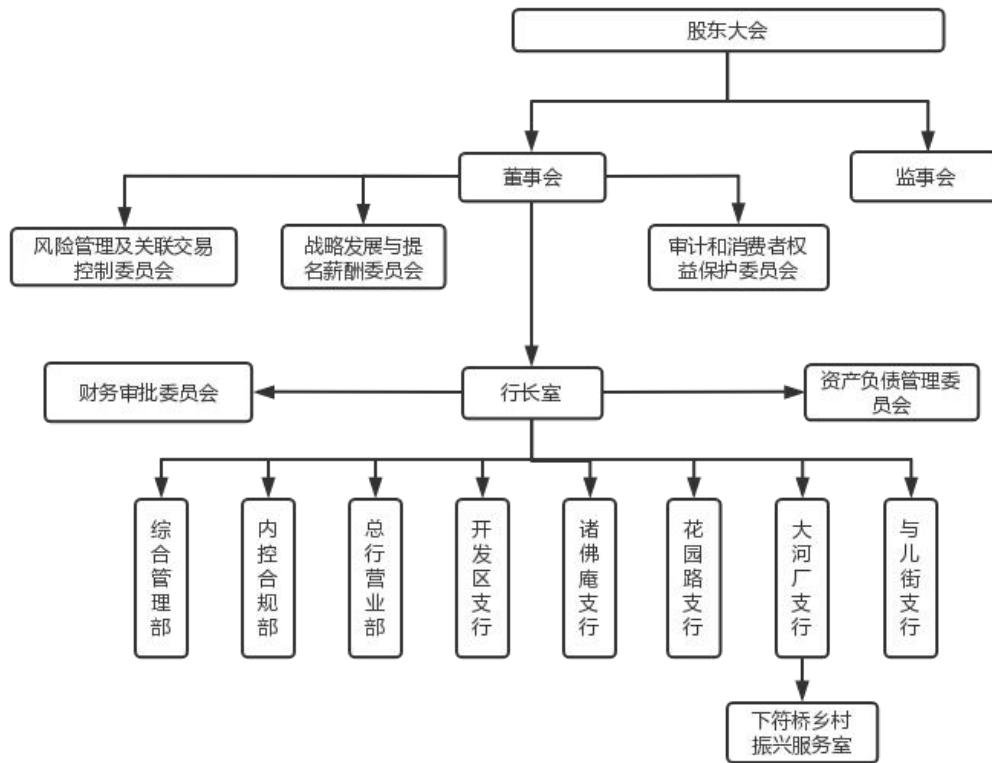 股东大会
董事会
监事会
风险管理及关联交易
控制委员会
战略发展与提
名薪酬委员会
审计和消费者权
益保护委员会
财务审批委员会
行长室
资产负债管理委
员会
综合管理部
内控合规部
总行营业部
开发区支行
诸佛庵支行
花园路支行
大河厂支行
与儿街支行
下符桥乡村
振兴服务室